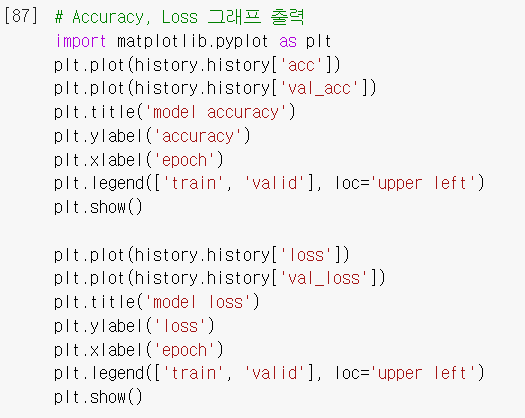 [87] # Accuracy, Loss 그래프 출력
import matplotlib.pyplot as plt
plt.plot(history.history['acc'])
plt.plot(history.history['val_acc'])
plt.title('model accuracy')
plt.ylabel('accuracy')
plt.xlabel('epoch')
plt.legend(['train', 'valid'], loc='upper left')
plt.show()

plt.plot(history.history['loss'])
plt.plot(history.history['val_loss'])
plt.title('model loss')
plt.ylabel('loss')
plt.xlabel('epoch')
plt.legend(['train', 'valid'], loc='upper left')
plt.show()